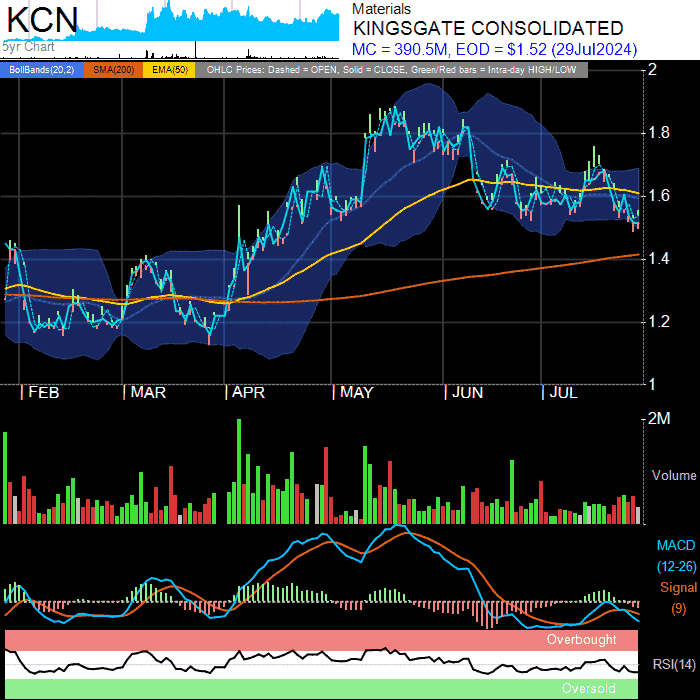 KCN
5yr Chart
Materials
KINGSGATE CONSOLIDATED
MC = 390.5M, EOD = $1.52 (29Jul2024)
BollBands(20,2) SMA(200) EMA(50) OHLC Prices: Dashed = OPEN, Solid = CLOSE, Green/Red bars = Intra-day HIGH/LOW
2
1.8
1.6
1.4
1.2
1
FEB MAR APR MAY JUN JUL
2M
Volume
MACD
(12-26)
Signal
(9)
Overbought
RSI(14)
Oversold